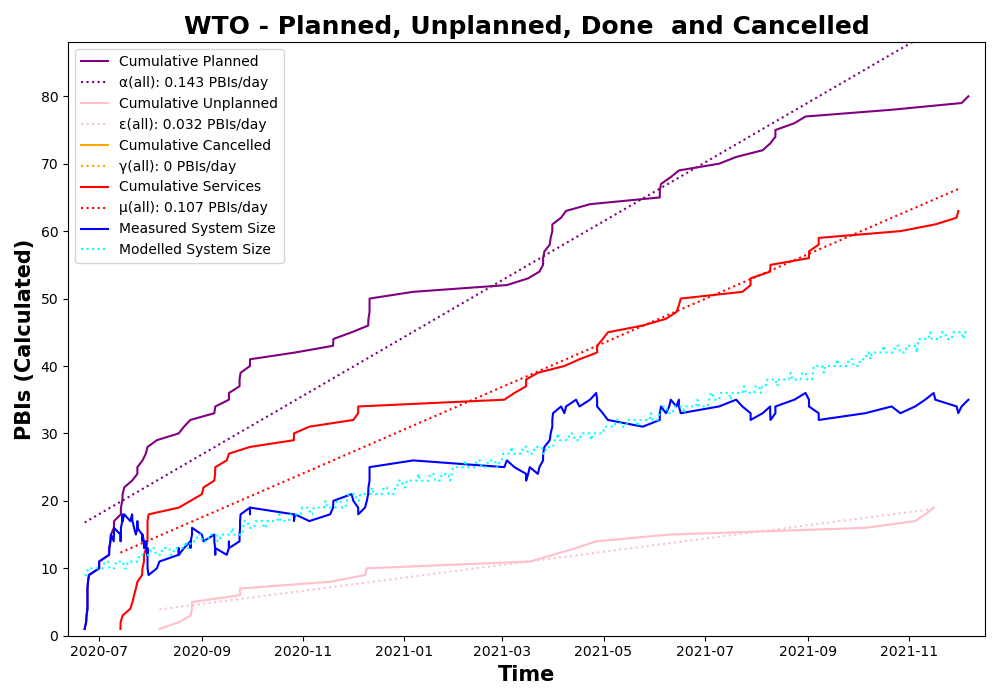 WTO - Planned, Unplanned, Done  and Cancelled
Cumulative Planned
α(all): 0.143 PBIs/day
Cumulative Unplanned
ε(all): 0.032 PBIs/day
Cumulative Cancelled
γ(all): 0 PBIs/day
Cumulative Services
μ(all): 0.107 PBIs/day
Measured System Size
Modelled System Size
PBIs (Calculated)
80
70
60
50
40
30
20
10
0
2020-07 2020-09 2020-11 2021-01 2021-03 2021-05 2021-07 2021-09 2021-11
Time